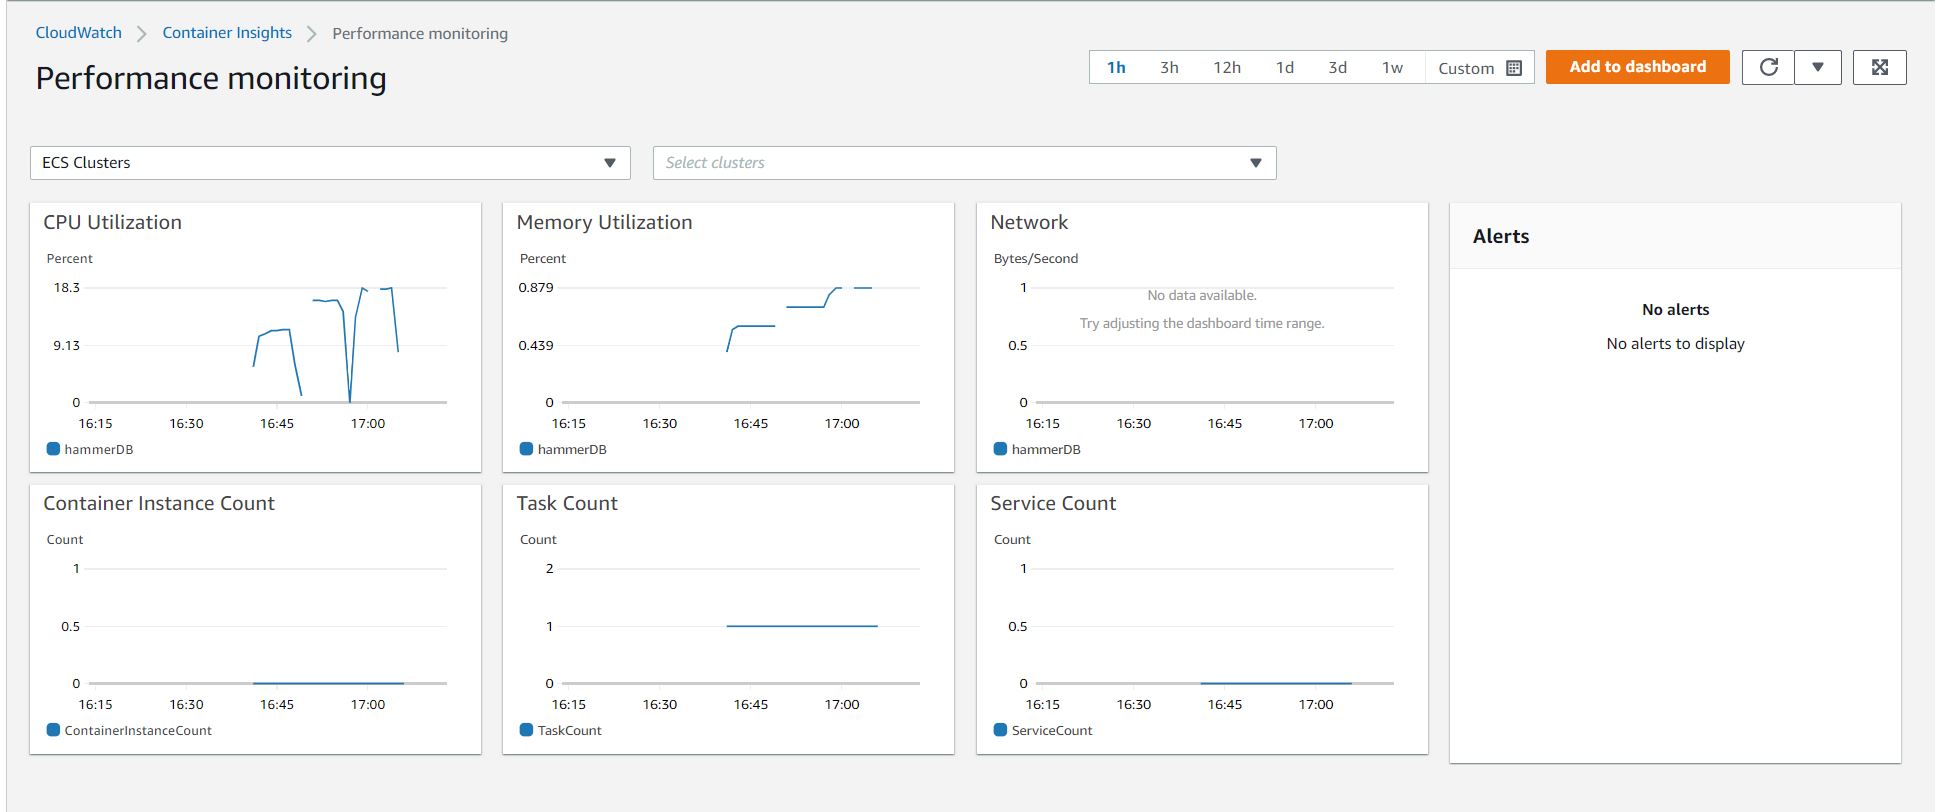 CloudWatch > Container Insights > Performance monitoring
Performance monitoring
1h 3h 12h 1d 3d 1w Custom
Add to dashboard
ECS Clusters
Select clusters
CPU Utilization
Percent
18.3
9.13
0
16:15 16:30 16:45 17:00
hammerDB
Memory Utilization
Percent
0.879
0.439
0
16:15 16:30 16:45 17:00
hammerDB
Network
Bytes/Second
1
No data available.
Try adjusting the dashboard time range.
0.5
0
16:15 16:30 16:45 17:00
hammerDB
Alerts
No alerts
No alerts to display
Container Instance Count
Count
1
0.5
0
16:15 16:30 16:45 17:00
ContainerInstanceCount
Task Count
Count
2
1
0
16:15 16:30 16:45 17:00
TaskCount
Service Count
Count
1
0.5
0
16:15 16:30 16:45 17:00
ServiceCount